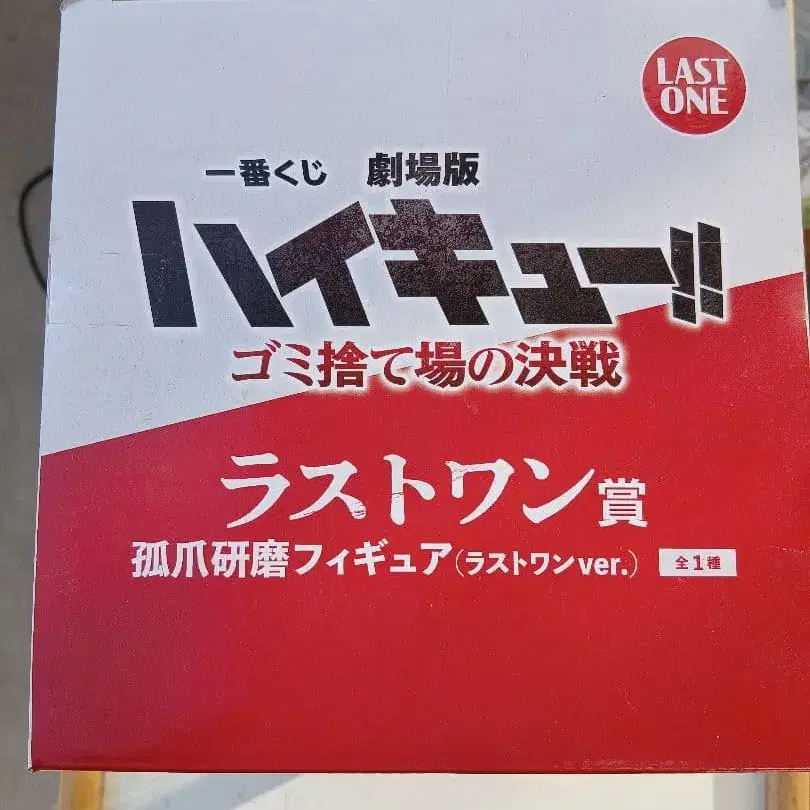 LAST
ONE
一番くじ 劇場版
ハイキュー!!
ゴミ捨て場の決戦
ラストワン賞
孤爪研磨フィギュア(ラストワンver.) 全1種